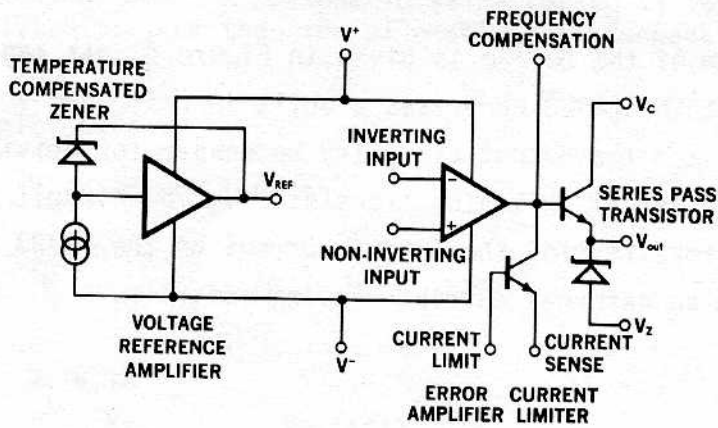 FREQUENCY
COMPENSATION
V+
TEMPERATURE
COMPENSATED
ZENER
VC
INVERTING
INPUT
−
VREF
SERIES PASS
TRANSISTOR
+
NON-INVERTING
INPUT
Vout
VOLTAGE
REFERENCE
AMPLIFIER
V−
CURRENT
LIMIT
CURRENT
SENSE
VZ
ERROR
AMPLIFIER
CURRENT
LIMITER